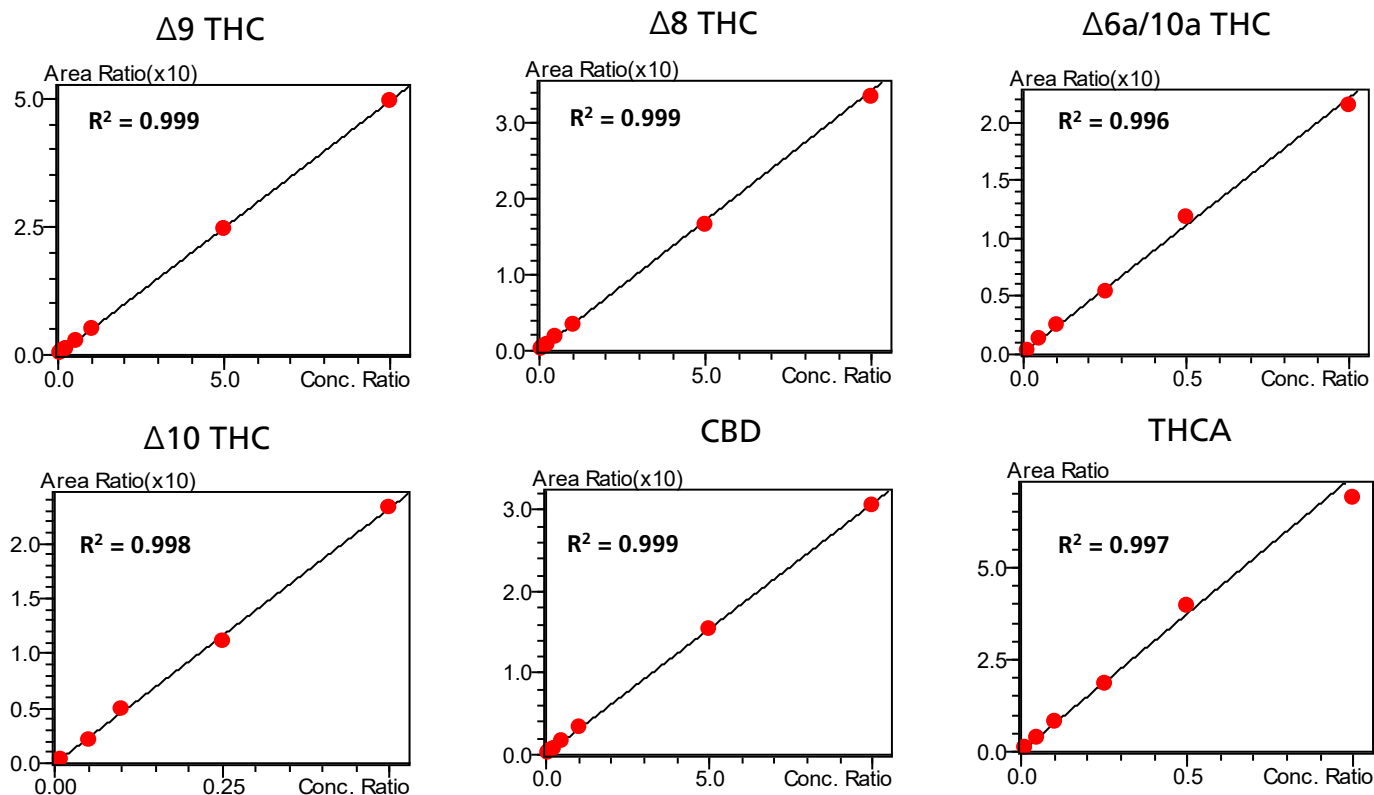 Δ9 THC
Area Ratio(x10)
R² = 0.999
5.0
2.5
0.0
0.0 5.0 Conc. Ratio
Δ8 THC
Area Ratio(x10)
R² = 0.999
3.0
2.0
1.0
0.0
0.0 5.0 Conc. Ratio
Δ6a/10a THC
Area Ratio(x10)
R² = 0.996
2.0
1.5
1.0
0.5
0.0
0.0 0.5 Conc. Ratio
Δ10 THC
Area Ratio(x10)
R² = 0.998
2.0
1.5
1.0
0.5
0.0
0.00 0.25 Conc. Ratio
CBD
Area Ratio(x10)
R² = 0.999
3.0
2.0
1.0
0.0
0.0 5.0 Conc. Ratio
THCA
Area Ratio
R² = 0.997
5.0
2.5
0.0
0.0 0.5 Conc. Ratio